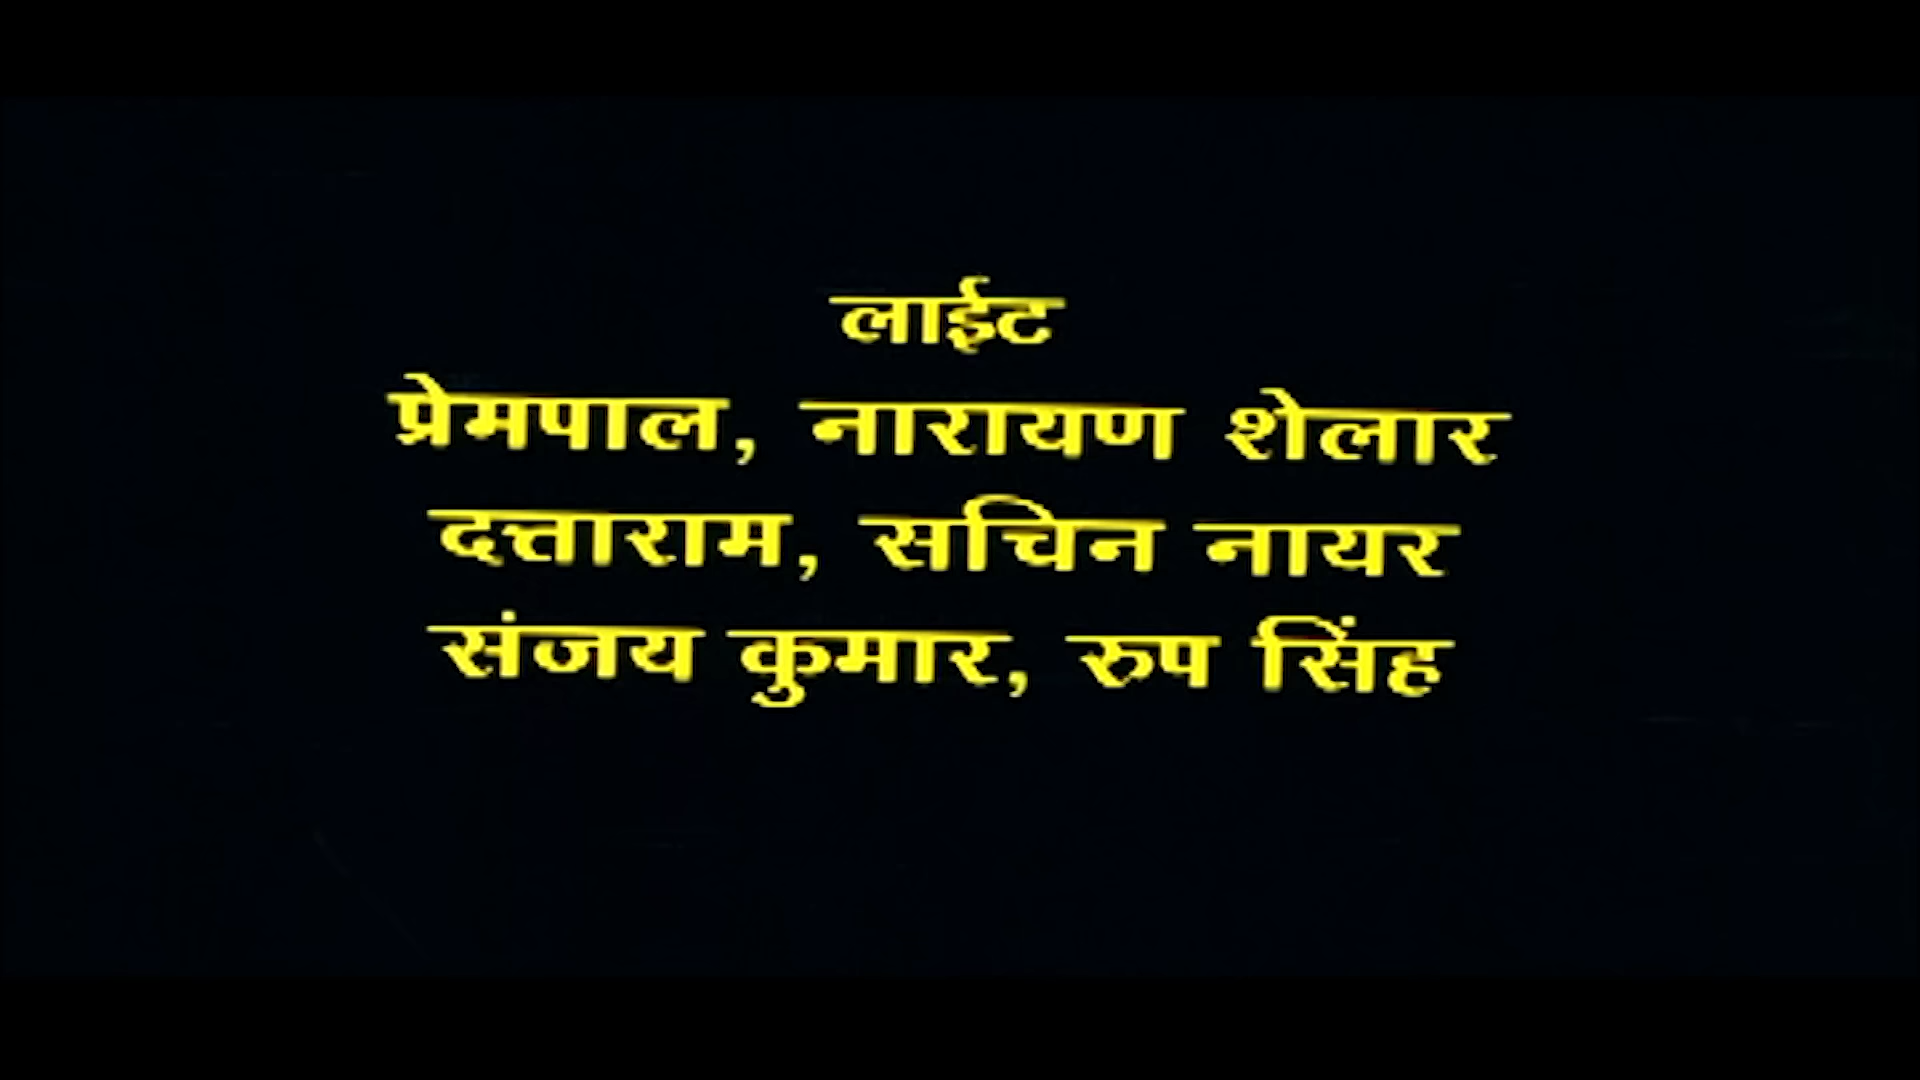 लाईट
प्रेमपाल, नारायण शेलार
दत्ताराम, सचिन नायर
संजय कुमार, रुप सिंह